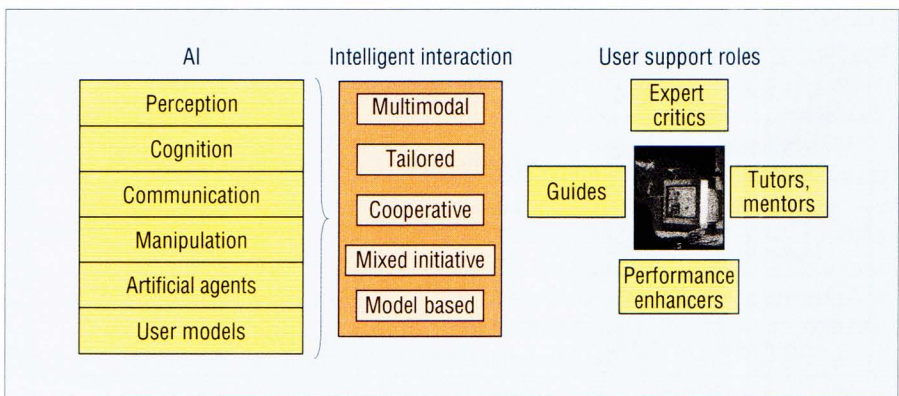 AI
Perception
Cognition
Communication
Manipulation
Artificial agents
User models
Intelligent interaction
Multimodal
Tailored
Cooperative
Mixed initiative
Model based
User support roles
Expert
critics
Guides
Tutors,
mentors
Performance
enhancers